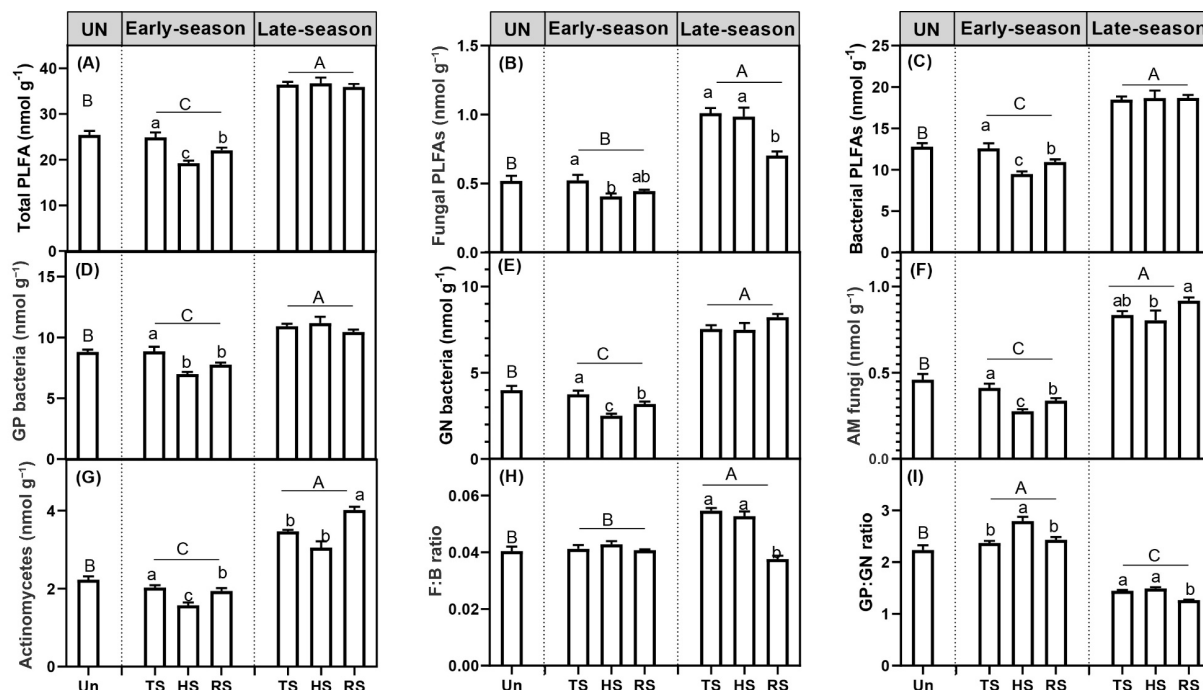 UN Early-season Late-season
UN Early-season Late-season
UN Early-season Late-season
(A)
Total PLFA (nmol g⁻¹)
40
30
20
10
0
B
C
a
c
b
A
(B)
Fungal PLFAs (nmol g⁻¹)
1.5
1.0
0.5
0.0
B
B
a
b
ab
A
a
a
b
(C)
Bacterial PLFAs (nmol g⁻¹)
25
20
15
10
5
0
B
C
a
c
b
A
(D)
GP bacteria (nmol g⁻¹)
15
10
5
0
B
C
a
b
b
A
(E)
GN bacteria (nmol g⁻¹)
10
5
0
B
C
a
c
b
A
(F)
AM fungi (nmol g⁻¹)
1.0
0.5
0.0
B
C
a
c
b
A
ab
b
a
(G)
Actinomycetes (nmol g⁻¹)
4
2
0
B
C
a
c
b
A
b
b
a
Un TS HS RS TS HS RS
(H)
F:B ratio
0.06
0.04
0.02
0.00
B
B
A
a
a
b
Un TS HS RS TS HS RS
(I)
GP:GN ratio
4
3
2
1
0
B
A
b
a
b
C
a
a
b
Un TS HS RS TS HS RS